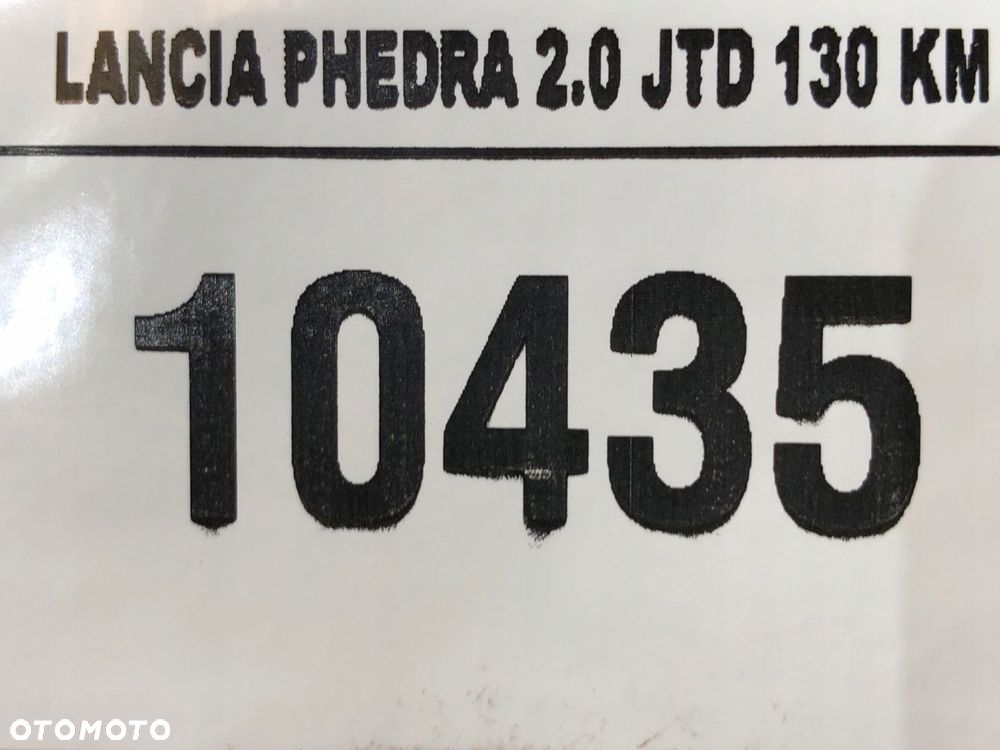 LANCIA PHEDRA 2.0 JTD 130 KM
10435
OTOMOTO